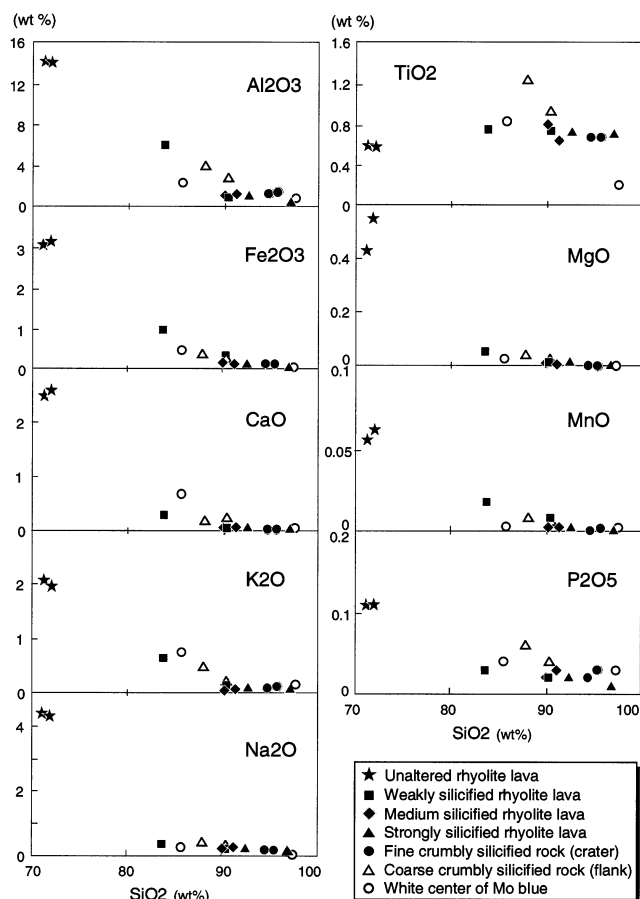 (wt %)
16
12
8
4
0
Al2O3
3
2
1
0
Fe2O3
2
1
0
CaO
2
1
0
K2O
4
2
0
Na2O
70 80 90 100
SiO2 (wt%)
(wt %)
1.6
1.2
0.8
0.4
0
TiO2
0.4
0.2
0
MgO
0.1
0.05
0
MnO
0.2
0.1
0
P2O5
70 80 90 100
SiO2 (wt%)
Unaltered rhyolite lava
Weakly silicified rhyolite lava
Medium silicified rhyolite lava
Strongly silicified rhyolite lava
Fine crumbly silicified rock (crater)
Coarse crumbly silicified rock (flank)
White center of Mo blue